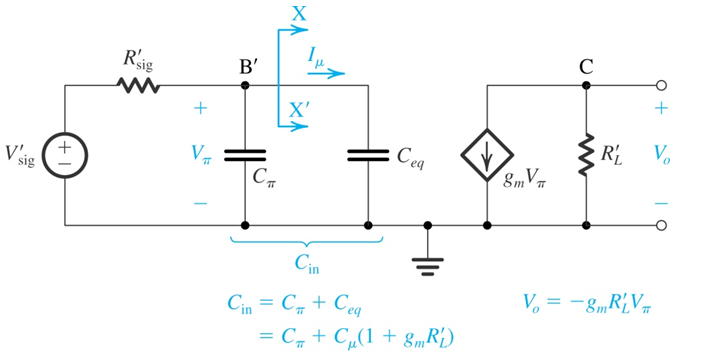 X
R'sig
B'
Iμ
C
+
X'
+
V'sig
+
−
Vπ
Cπ
Ceq
gmVπ
R'L
Vo
−
−
Cin
Cin = Cπ + Ceq
Vo = −gmR'LVπ
= Cπ + Cμ(1 + gmR'L)